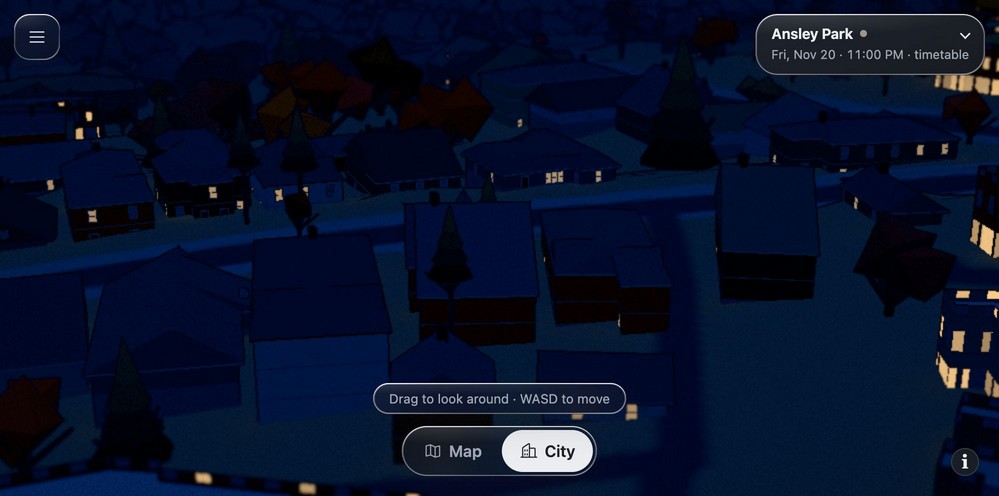 Ansley Park
Fri, Nov 20 · 11:00 PM · timetable
Drag to look around · WASD to move
Map
City
i